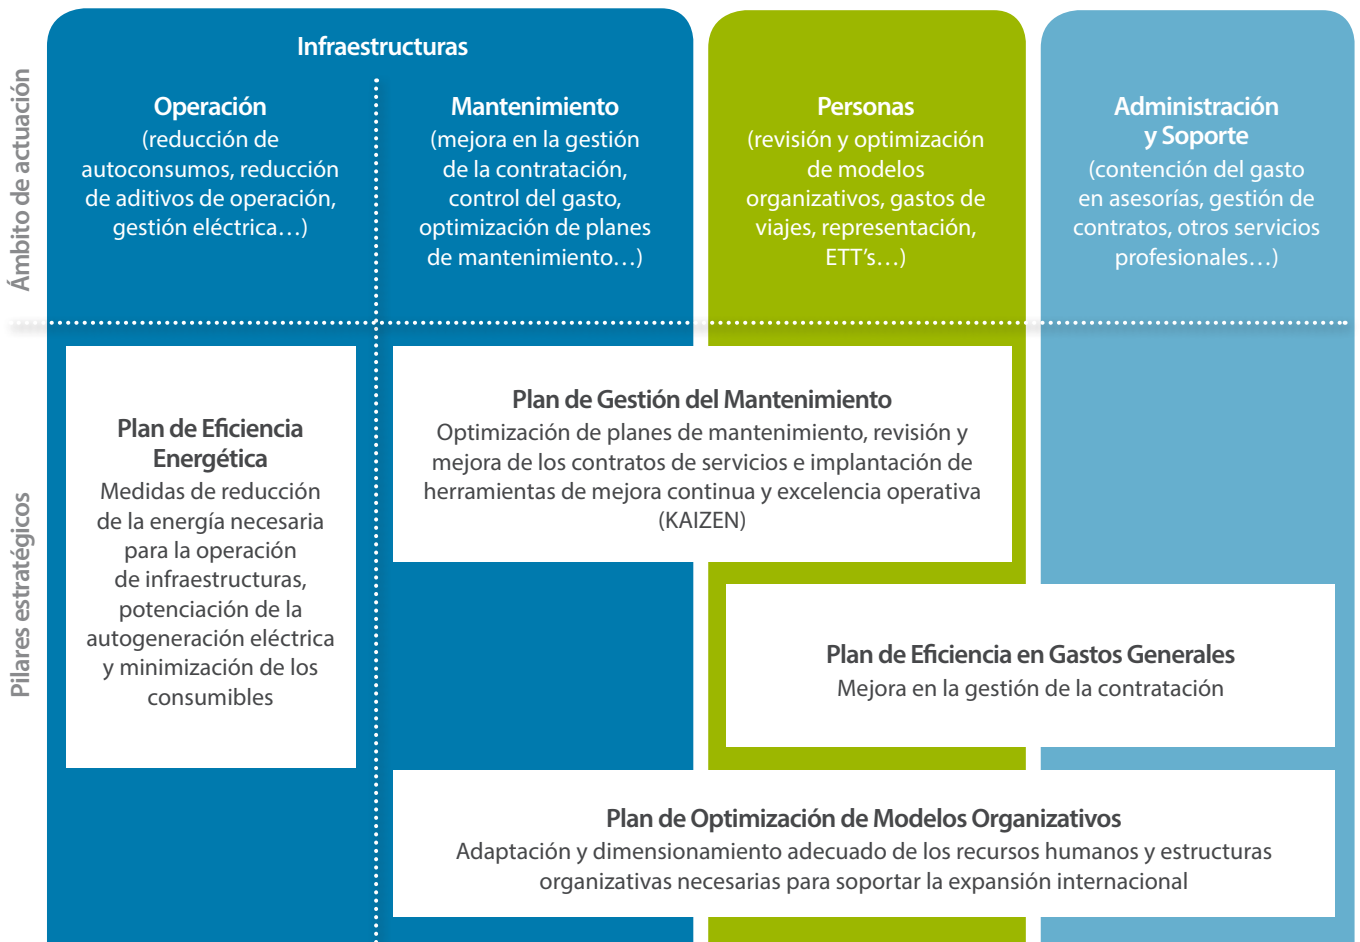 Ámbito de actuación
Infraestructuras
Operación
(reducción de
autoconsumos, reducción
de aditivos de operación,
gestión eléctrica…)
Mantenimiento
(mejora en la gestión
de la contratación,
control del gasto,
optimización de planes
de mantenimiento…)
Personas
(revisión y optimización
de modelos
organizativos, gastos de
viajes, representación,
ETT’s…)
Administración
y Soporte
(contención del gasto
en asesorías, gestión de
contratos, otros servicios
profesionales…)
Pilares estratégicos
Plan de Eficiencia
Energética
Medidas de reducción
de la energía necesaria
para la operación
de infraestructuras,
potenciación de la
autogeneración eléctrica
y minimización de los
consumibles
Plan de Gestión del Mantenimiento
Optimización de planes de mantenimiento, revisión y
mejora de los contratos de servicios e implantación de
herramientas de mejora continua y excelencia operativa
(KAIZEN)
Plan de Eficiencia en Gastos Generales
Mejora en la gestión de la contratación
Plan de Optimización de Modelos Organizativos
Adaptación y dimensionamiento adecuado de los recursos humanos y estructuras
organizativas necesarias para soportar la expansión internacional